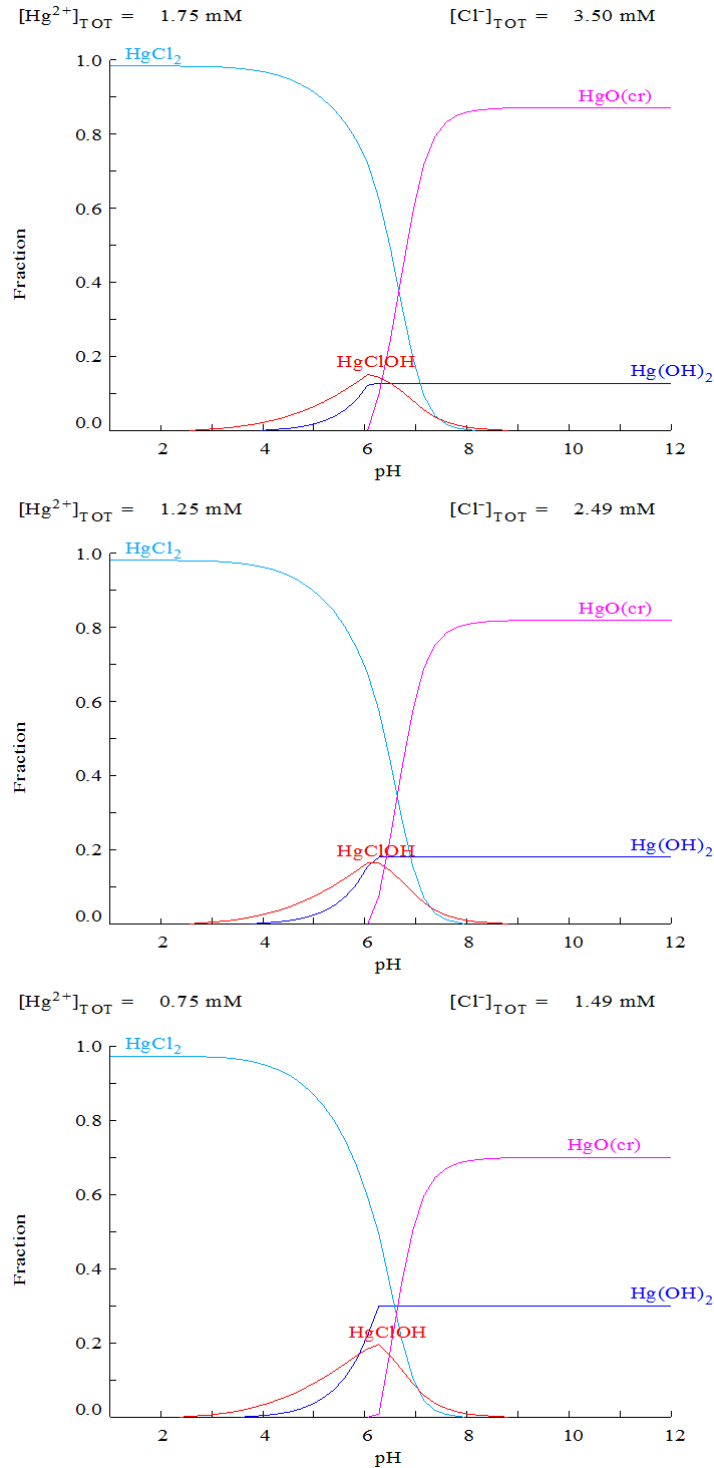 [Hg²⁺]TOT = 1.75 mM [Cl⁻]TOT = 3.50 mM
HgCl₂
1.0
HgO(cr)
0.8
0.6
Fraction
0.4
HgClOH
Hg(OH)₂
0.2
0.0
2 4 6 8 10 12
pH
[Hg²⁺]TOT = 1.25 mM [Cl⁻]TOT = 2.49 mM
HgCl₂
1.0
HgO(cr)
0.8
0.6
Fraction
0.4
HgClOH
Hg(OH)₂
0.2
0.0
2 4 6 8 10 12
pH
[Hg²⁺]TOT = 0.75 mM [Cl⁻]TOT = 1.49 mM
HgCl₂
1.0
0.8
HgO(cr)
0.6
Fraction
0.4
Hg(OH)₂
HgClOH
0.2
0.0
2 4 6 8 10 12
pH